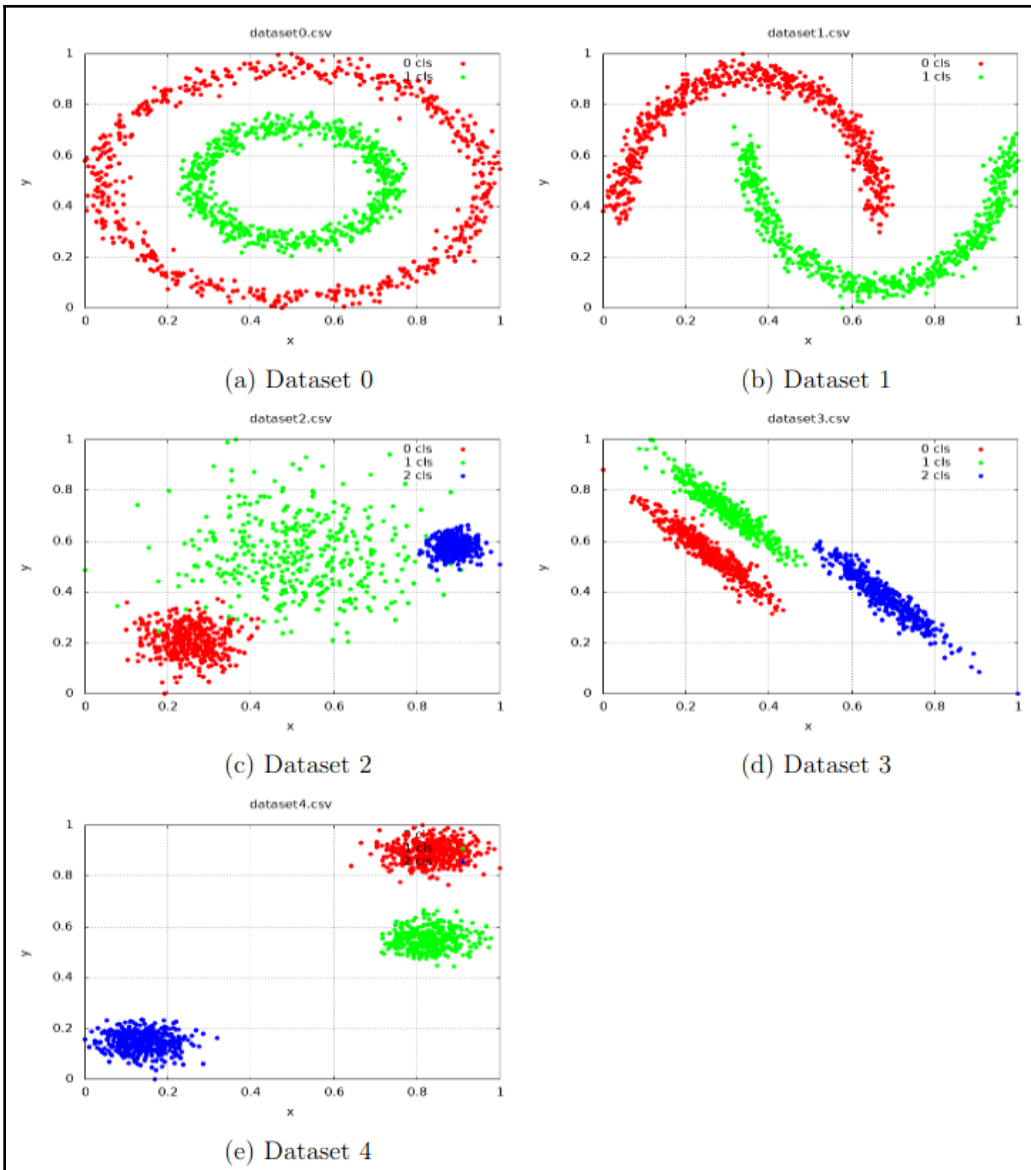 dataset0.csv
0 cls
1 cls
1
0.8
0.6
0.4
0.2
0
y
0 0.2 0.4 0.6 0.8 1
x
(a) Dataset 0
dataset1.csv
0 cls
1 cls
1
0.8
0.6
0.4
0.2
0
y
0 0.2 0.4 0.6 0.8 1
x
(b) Dataset 1
dataset2.csv
0 cls
1 cls
2 cls
1
0.8
0.6
0.4
0.2
0
y
0 0.2 0.4 0.6 0.8 1
x
(c) Dataset 2
dataset3.csv
0 cls
1 cls
2 cls
1
0.8
0.6
0.4
0.2
0
y
0 0.2 0.4 0.6 0.8 1
x
(d) Dataset 3
dataset4.csv
1 cls
2 cls
1
0.8
0.6
0.4
0.2
0
y
0 0.2 0.4 0.6 0.8 1
x
(e) Dataset 4